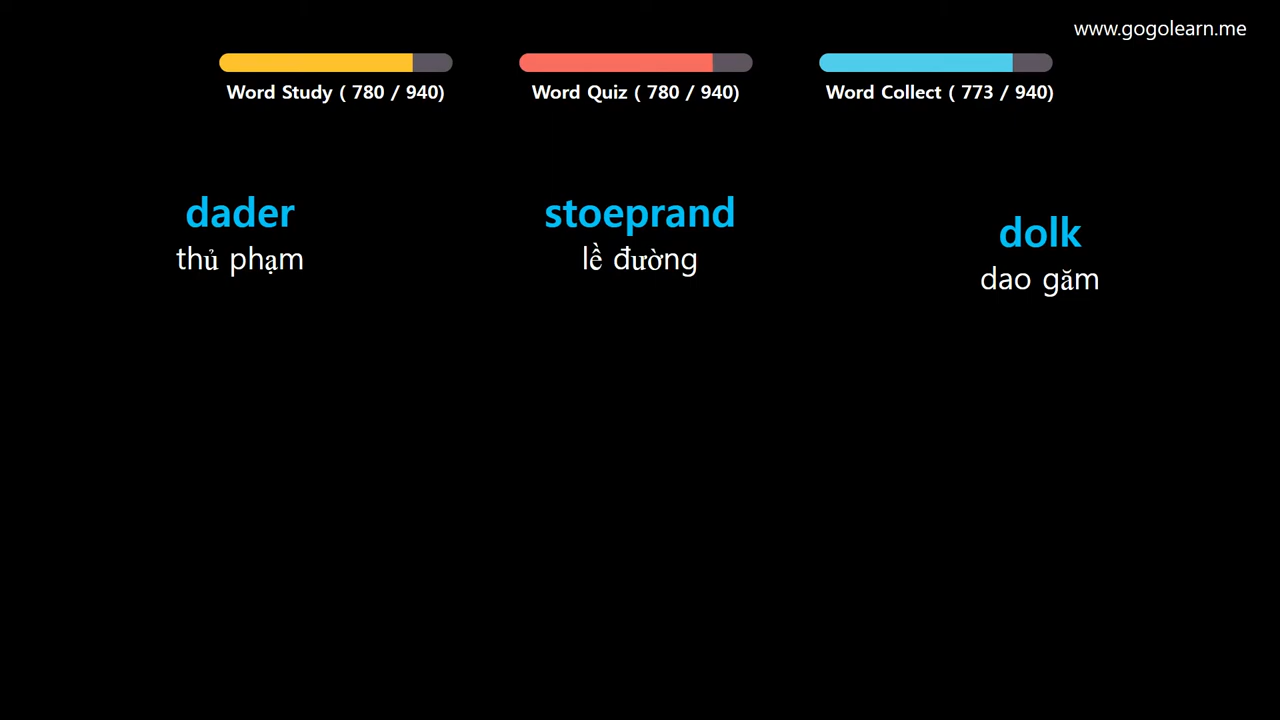 www.gogolearn.me
Word Study ( 780 / 940)
Word Quiz ( 780 / 940)
Word Collect ( 773 / 940)
dader
thủ phạm
stoeprand
lề đường
dolk
dao găm